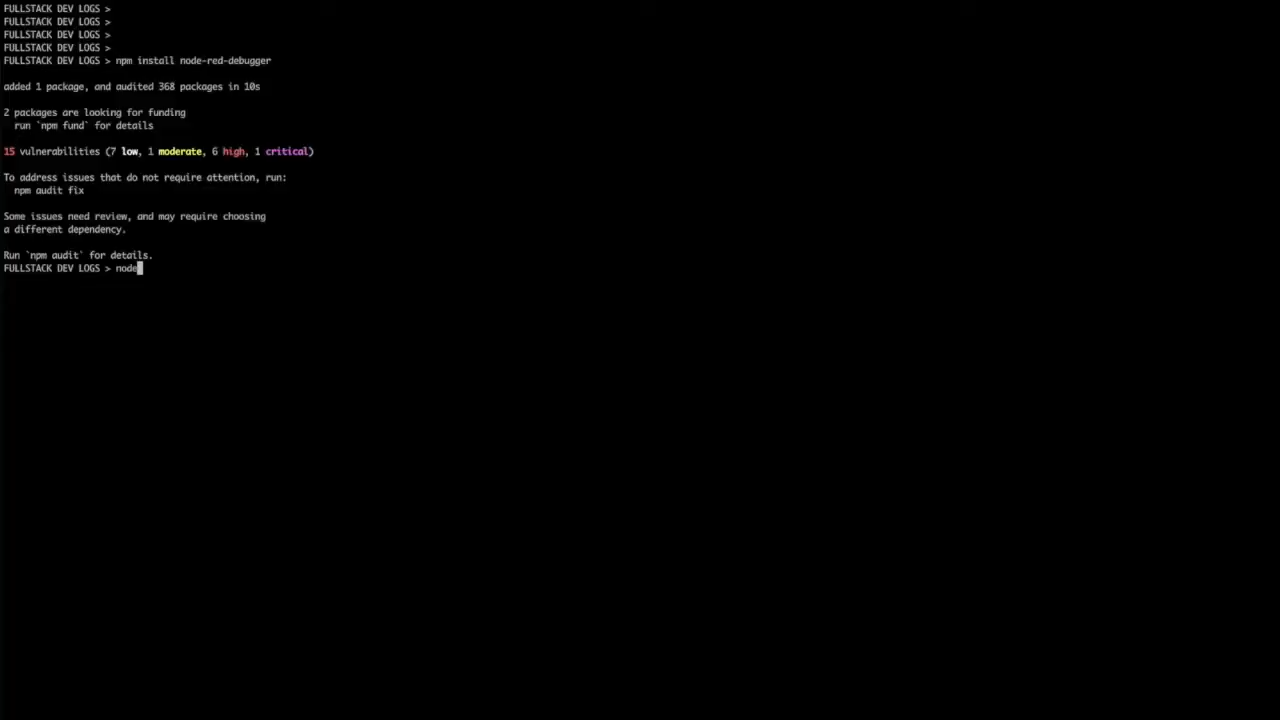 FULLSTACK DEV LOGS >
FULLSTACK DEV LOGS >
FULLSTACK DEV LOGS >
FULLSTACK DEV LOGS >
FULLSTACK DEV LOGS > npm install node-red-debugger
added 1 package, and audited 368 packages in 10s
2 packages are looking for funding
run `npm fund` for details
15 vulnerabilities (7 low, 1 moderate, 6 high, 1 critical)
To address issues that do not require attention, run:
npm audit fix
Some issues need review, and may require choosing
a different dependency.
Run `npm audit` for details.
FULLSTACK DEV LOGS > node